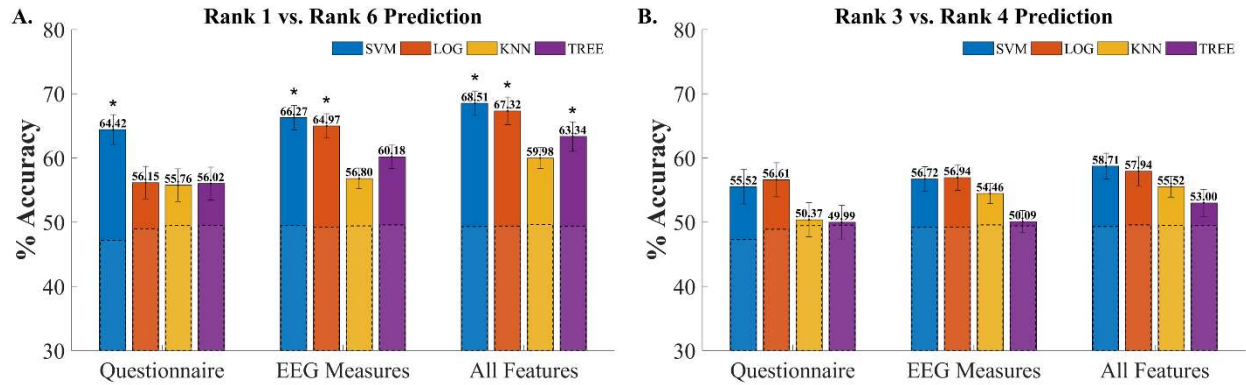 A. Rank 1 vs. Rank 6 Prediction
80
SVM LOG KNN TREE
70
60
50
40
30
% Accuracy
* * * * * *
64.42 56.15 55.76 56.02 66.27 64.97 56.80 60.18 68.51 67.32 59.98 63.34
Questionnaire EEG Measures All Features
B. Rank 3 vs. Rank 4 Prediction
80
SVM LOG KNN TREE
70
60
50
40
30
% Accuracy
55.52 56.61 50.37 49.99 56.72 56.94 54.46 50.09 58.71 57.94 55.52 53.00
Questionnaire EEG Measures All Features